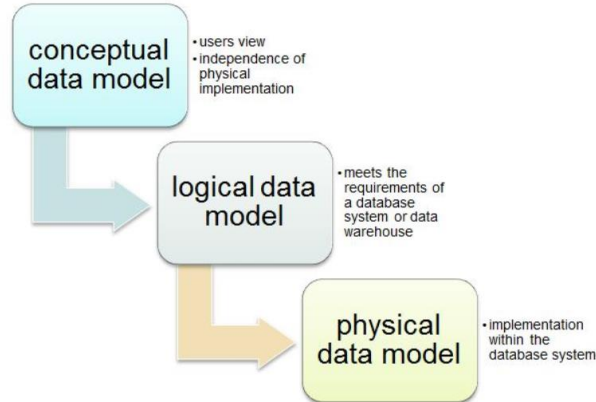 conceptual
data model
• users view
• independence of
physical
implementation
logical data
model
• meets the
requirements of
a database
system or data
warehouse
physical
data model
• implementation
within the
database system